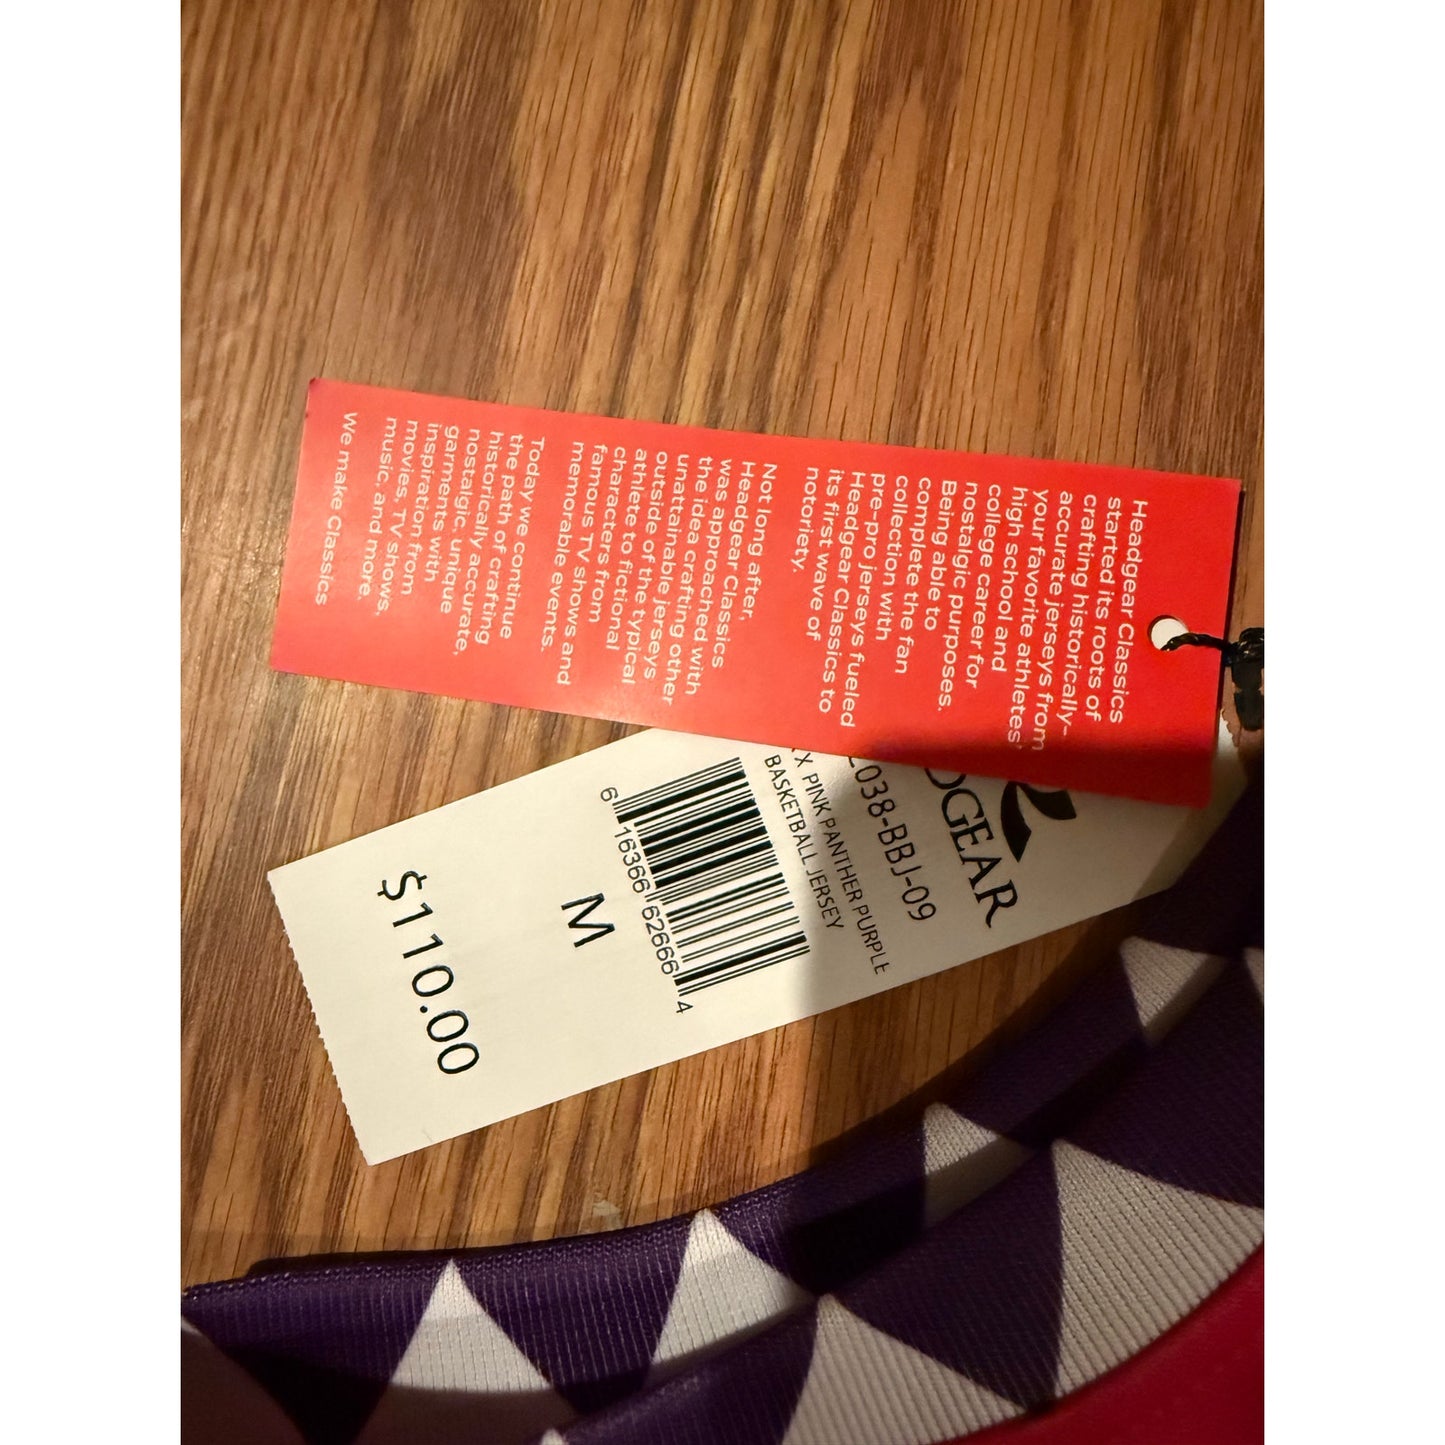 Headgear Classics
started its roots of
crafting historically-
accurate jerseys from
your favorite athletes'
high school and
college career for
nostalgic purposes.
Being able to
complete the fan
collection with
pre-pro jerseys fueled
Headgear Classics to
its first wave of
notoriety.
Not long after,
Headgear Classics
was approached with
the idea crafting other
unattainable jerseys
outside of the typical
athlete to fictional
characters from
famous TV shows and
memorable events.
Today we continue
the path of crafting
historically accurate,
nostalgic, unique
garments with
inspiration from
movies, TV shows,
music, and more.
We make Classics
DGEAR
038-BBJ-09
X PINK PANTHER PURPLE
BASKETBALL JERSEY
6 16366 62666 4
M
$110.00